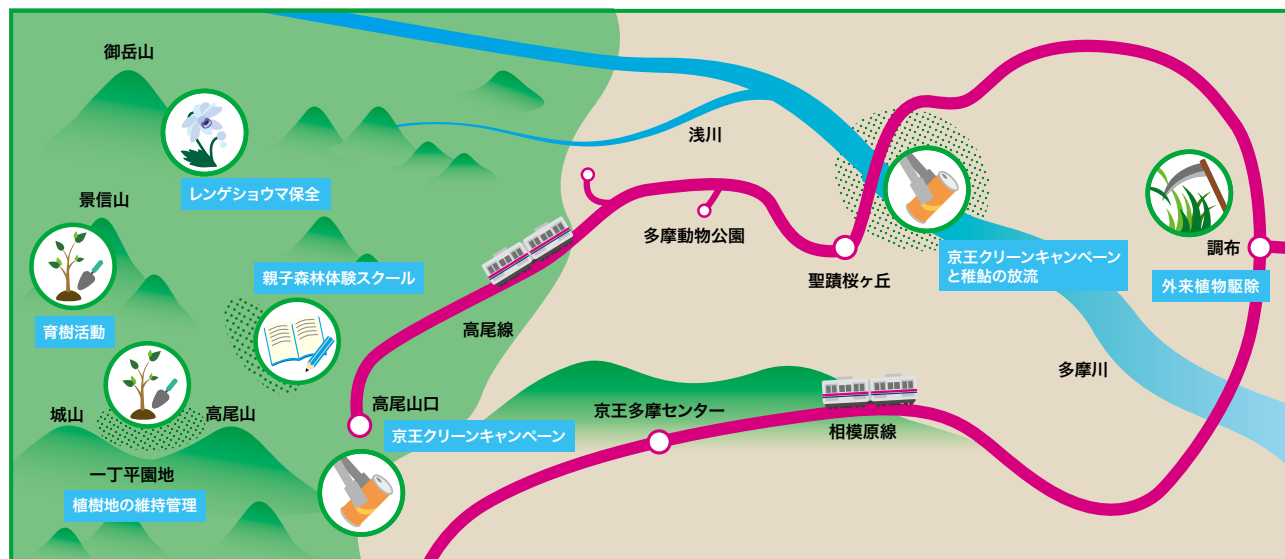 御岳山
レンゲショウマ保全
景信山
育樹活動
親子森林体験スクール
城山
高尾山
一丁平園地
植樹地の維持管理
高尾山口
京王クリーンキャンペーン
高尾線
浅川
多摩動物公園
聖蹟桜ヶ丘
京王クリーンキャンペーン
と稚鮎の放流
調布
外来植物駆除
多摩川
京王多摩センター
相模原線